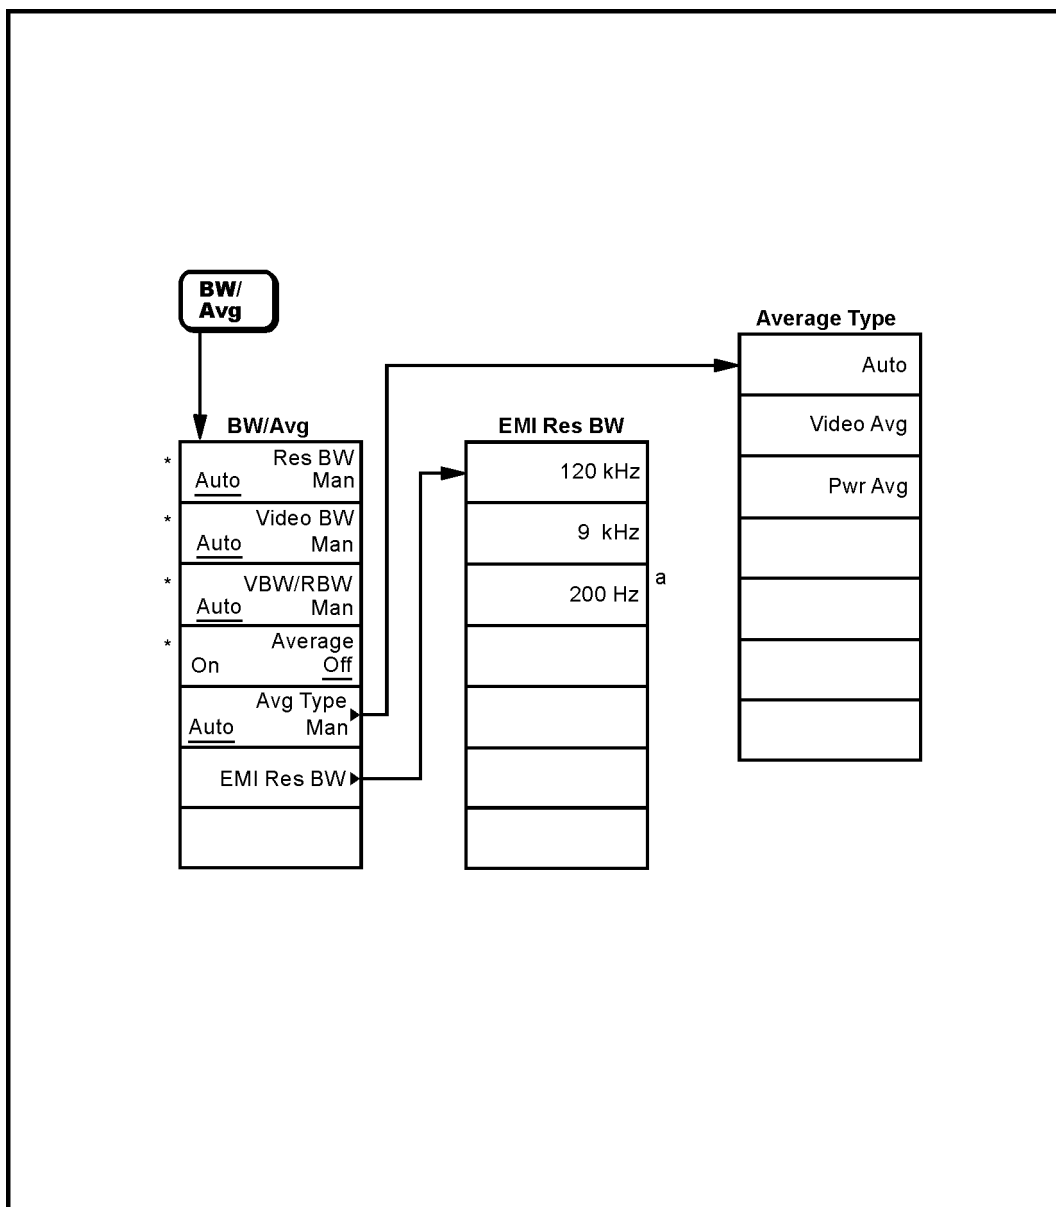 BW/
Avg
BW/Avg
* Res BW
Auto Man
* Video BW
Auto Man
* VBW/RBW
Auto Man
* Average
On Off
Avg Type
Auto Man
EMI Res BW
EMI Res BW
120 kHz
9 kHz
200 Hz a
Average Type
Auto
Video Avg
Pwr Avg